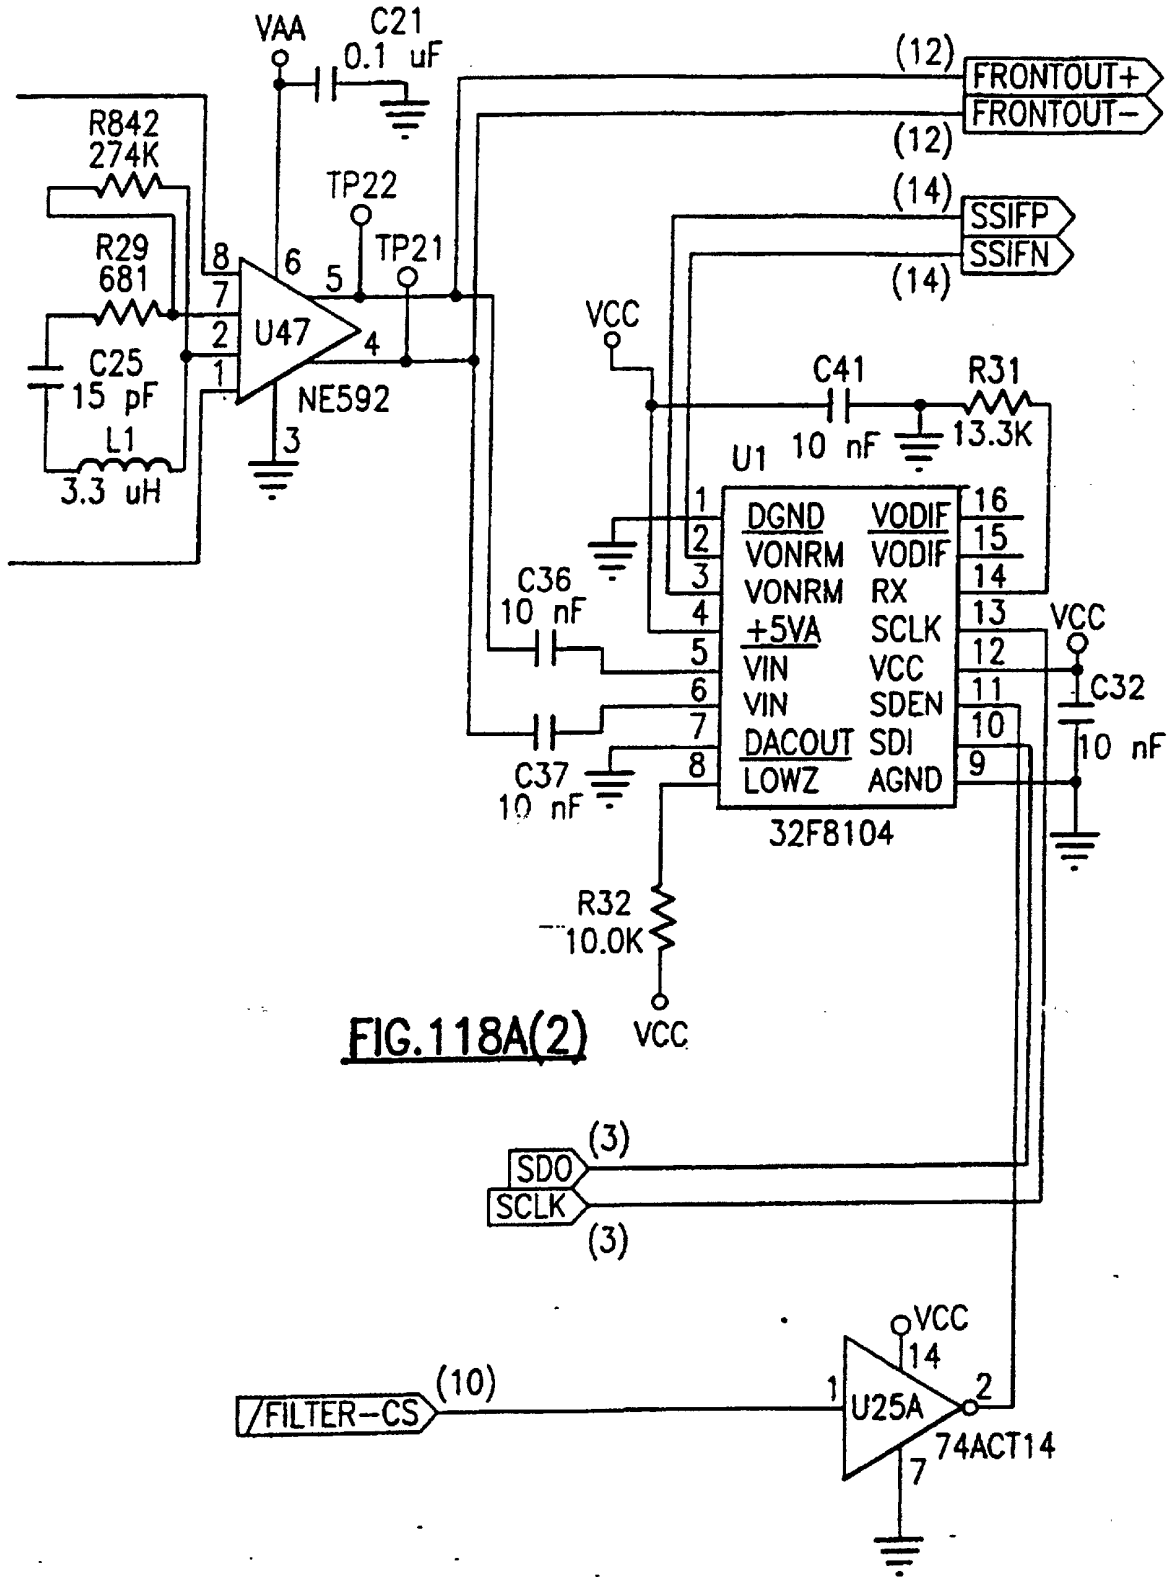 VAA
C21
0.1 uF
(12)
FRONTOUT+
FRONTOUT-
(12)
R842
274K
TP22
TP21
(14)
SSIFP
SSIFN
(14)
R29
681
8
7
2
1
6
5
4
3
U47
NE592
C25
15 pF
L1
3.3 uH
VCC
C41
10 nF
R31
13.3K
U1
1
2
3
4
5
6
7
8
DGND
VONRM
VONRM
+5VA
VIN
VIN
DACOUT
LOWZ
VODIF
VODIF
RX
SCLK
VCC
SDEN
SDI
AGND
16
15
14
13
12
11
10
9
32F8104
C36
10 nF
C37
10 nF
VCC
C32
10 nF
R32
10.0K
VCC
FIG.118A(2)
(3)
SDO
SCLK
(3)
/FILTER-CS
(10)
VCC
14
1
U25A
2
74ACT14
7